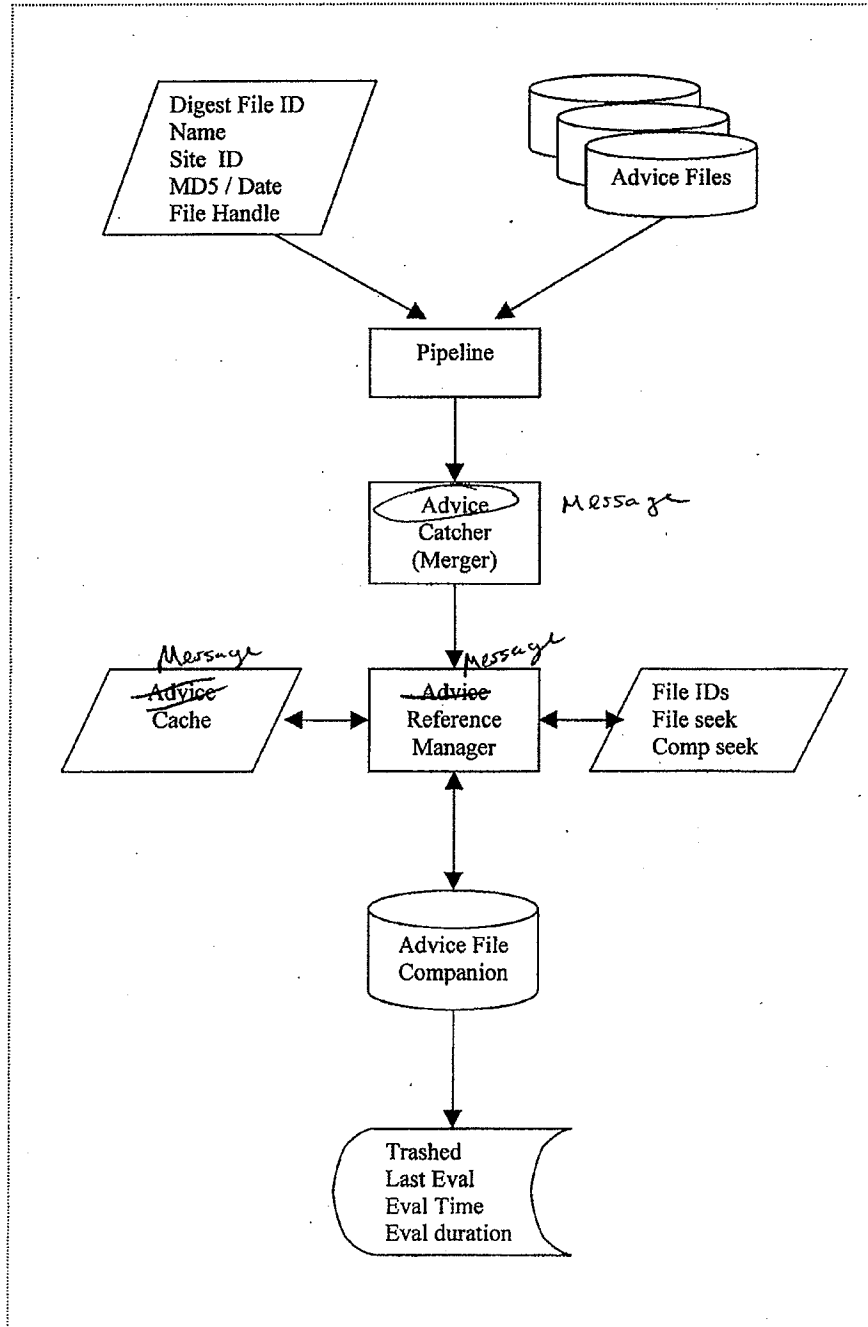 Digest File ID
Name
Site ID
MD5 / Date
File Handle
Advice Files
Pipeline
Advice
Catcher
(Merger)
Message
Message
Advice
Cache
Message
Advice
Reference
Manager
File IDs
File seek
Comp seek
Advice File
Companion
Trashed
Last Eval
Eval Time
Eval duration